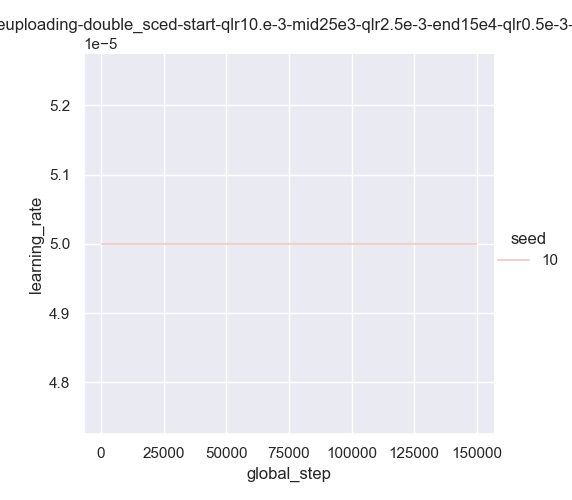 euploading-double_sced-start-qlr10.e-3-mid25e3-qlr2.5e-3-end15e4-qlr0.5e-3-
1e−5
5.2
5.1
5.0
4.9
4.8
learning_rate
0 25000 50000 75000 100000 125000 150000
global_step
seed
10